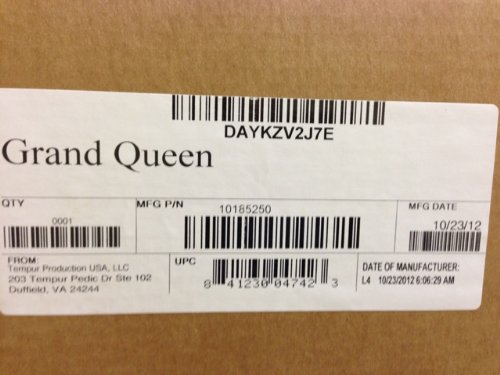 DAYKZV2J7E
Grand Queen
QTY
0001
MFG P/N
10185250
MFG DATE
10/23/12
FROM:
Tempur Production USA, LLC
203 Tempur Pedic Dr Ste 102
Duffield, VA 24244
UPC
8 41230 04742 3
DATE OF MANUFACTURER:
L4 10/23/2012 6:06:29 AM